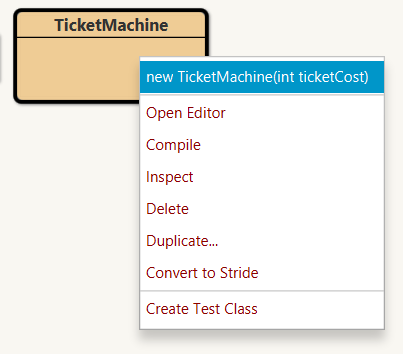 TicketMachine
new TicketMachine(int ticketCost)
Open Editor
Compile
Inspect
Delete
Duplicate...
Convert to Stride
Create Test Class